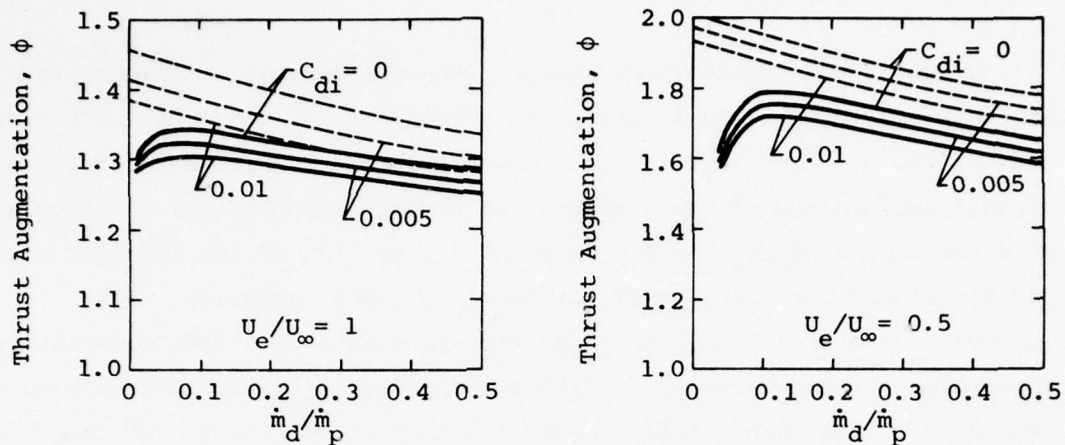 Thrust Augmentation, ϕ
1.5
1.4
1.3
1.2
1.1
1.0
C_di = 0
0.01
0.005
U_e/U_∞ = 1
0 0.1 0.2 0.3 0.4 0.5
ṁ_d/ṁ_p
Thrust Augmentation, ϕ
2.0
1.8
1.6
1.4
1.2
1.0
C_di = 0
0.01
0.005
U_e/U_∞ = 0.5
0 0.1 0.2 0.3 0.4 0.5
ṁ_d/ṁ_p